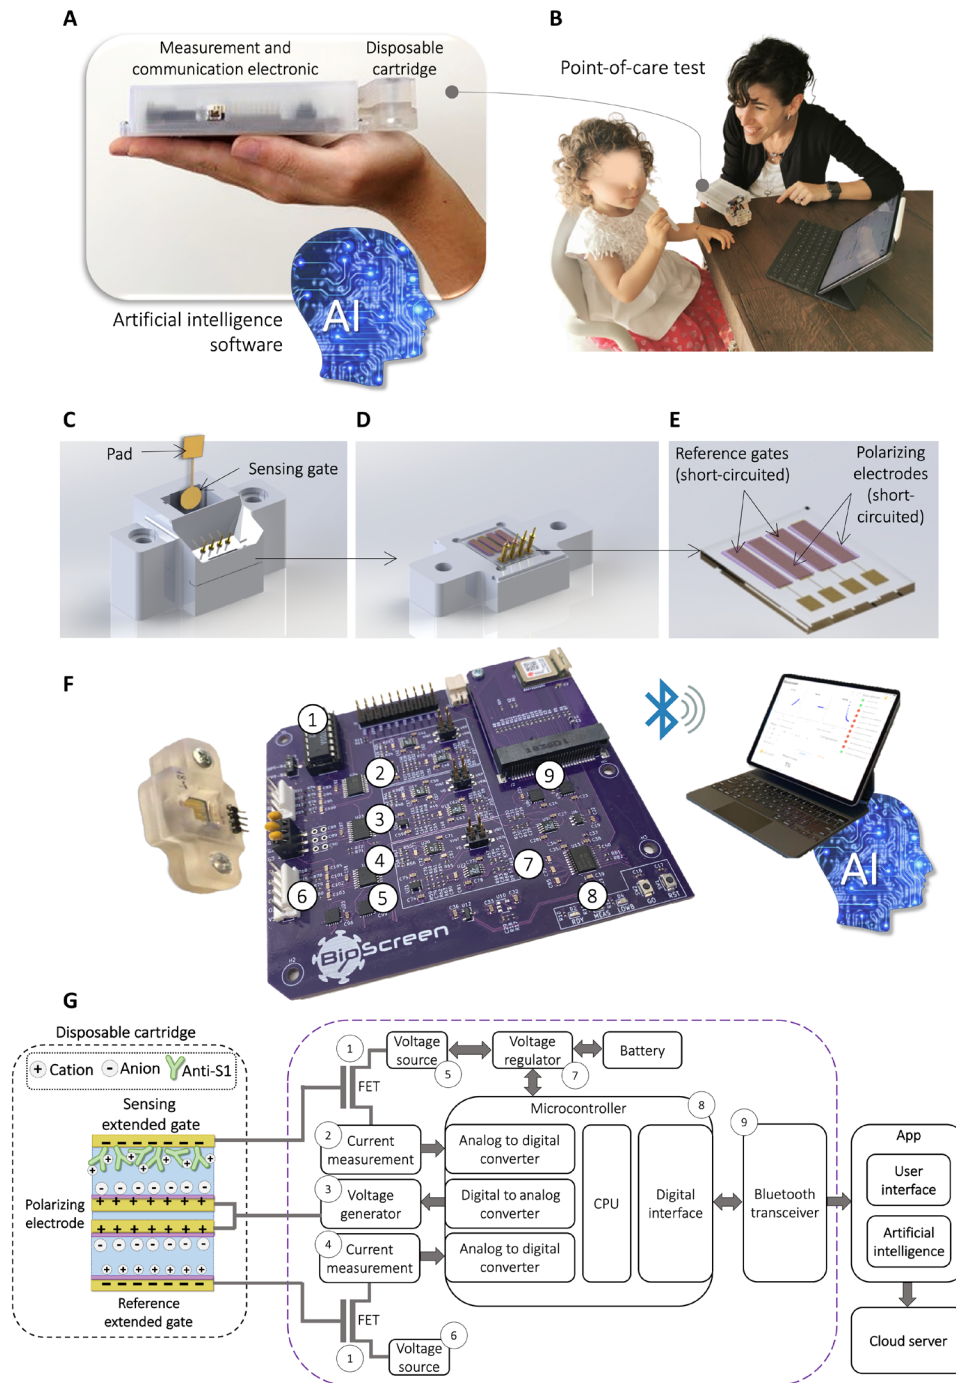 A
Measurement and
communication electronic
Disposable
cartridge
AI
Artificial intelligence
software
B
Point-of-care test
C
Pad
Sensing gate
D
E
Reference gates
(short-circuited)
Polarizing
electrodes
(short-
circuited)
F
1
2
3
4
5
6
7
8
9
BioScreen
RDY
MEAS
LOWB
GO
RST
AI
G
Disposable cartridge
+ Cation
- Anion
Anti-S1
Sensing
extended gate
Polarizing
electrode
Reference
extended gate
1
FET
Voltage
source
5
Voltage
regulator
7
Battery
Microcontroller
8
2
Current
measurement
Analog to digital
converter
3
Voltage
generator
Digital to analog
converter
4
Current
measurement
Analog to digital
converter
CPU
Digital
interface
9
Bluetooth
transceiver
App
User
interface
Artificial
intelligence
Cloud server
FET
1
Voltage
source
6